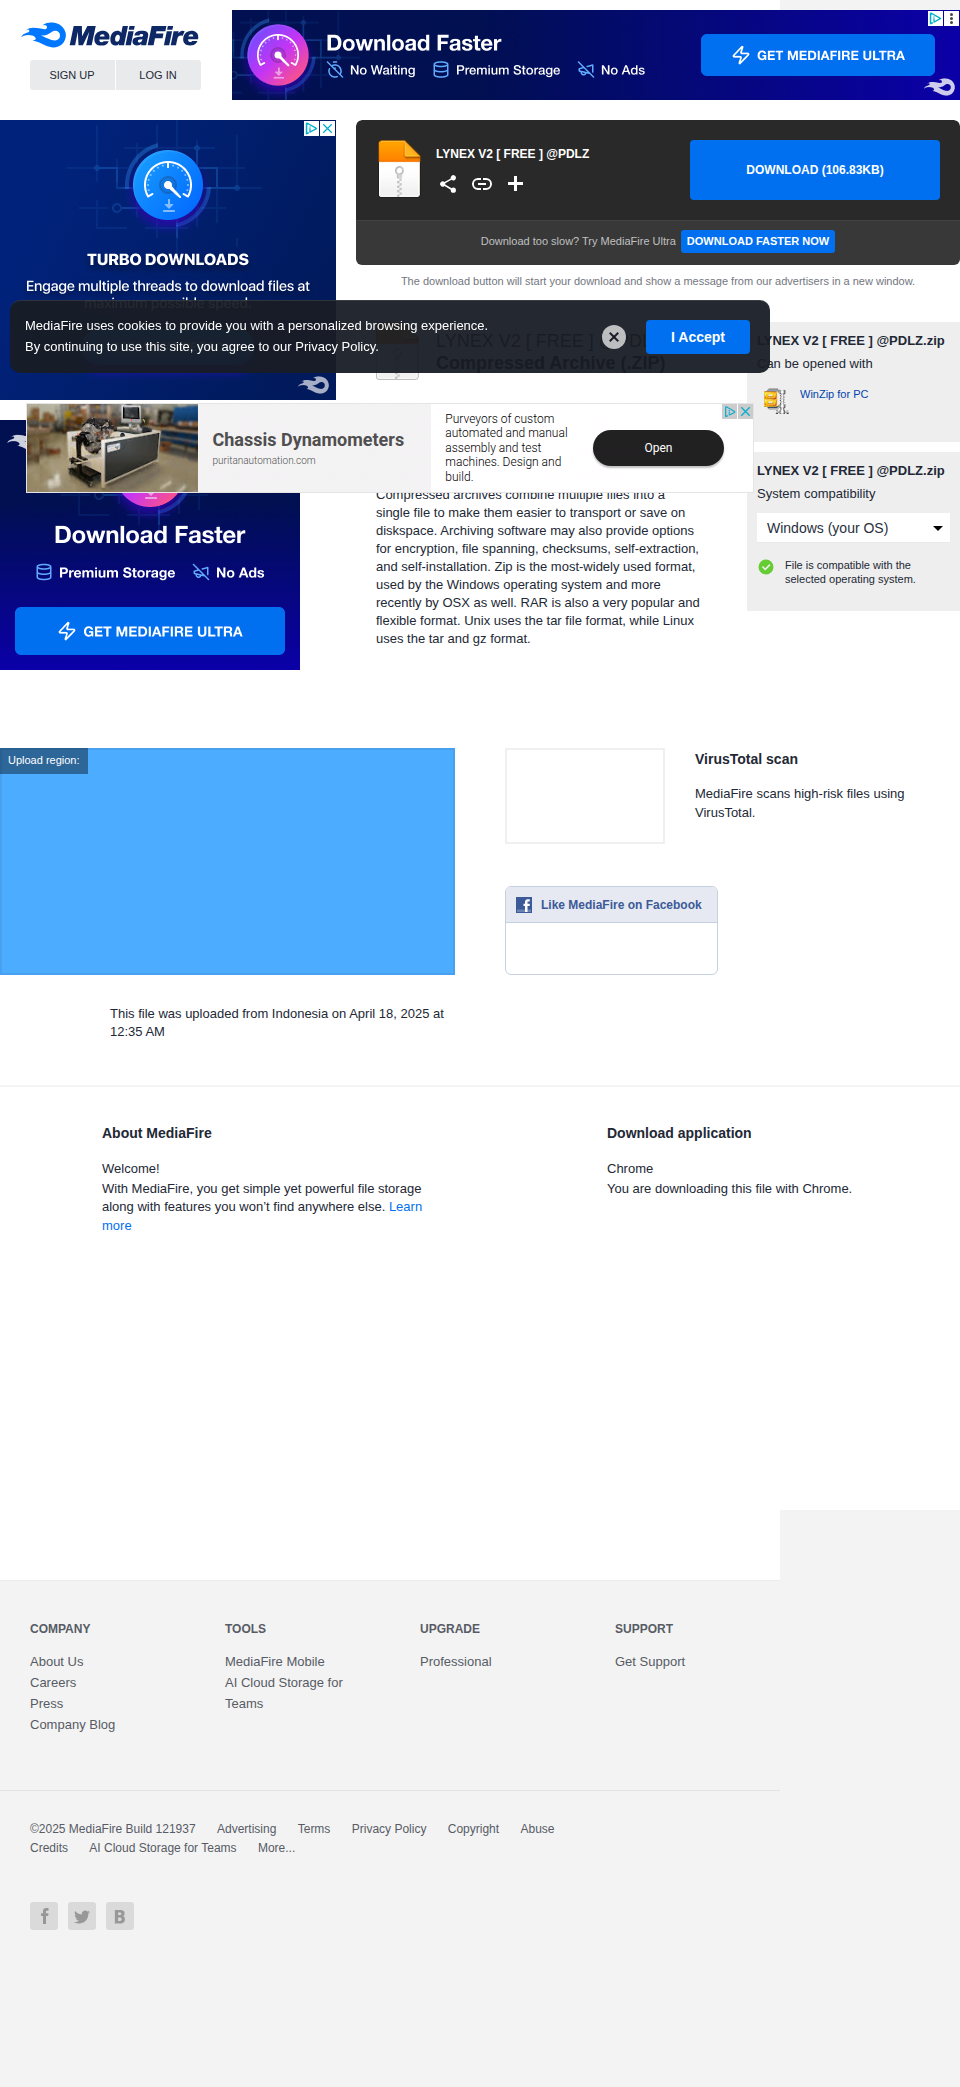 MediaFire
SIGN UP
LOG IN
Download Faster
No Waiting
Premium Storage
No Ads
GET MEDIAFIRE ULTRA
TURBO DOWNLOADS
Engage multiple threads to download files at
maximum possible speed.
LYNEX V2 [ FREE ] @PDLZ
DOWNLOAD (106.83KB)
Download too slow? Try MediaFire Ultra
DOWNLOAD FASTER NOW
The download button will start your download and show a message from our advertisers in a new window.
MediaFire uses cookies to provide you with a personalized browsing experience.
By continuing to use this site, you agree to our Privacy Policy.
I Accept
LYNEX V2 [ FREE ]
Compressed Archive (.ZIP)
LYNEX V2 [ FREE ] @PDLZ.zip
Can be opened with
WinZip for PC
Chassis Dynamometers
puritanautomation.com
Purveyors of custom
automated and manual
assembly and test
machines. Design and
build.
Open
LYNEX V2 [ FREE ] @PDLZ.zip
System compatibility
Windows (your OS)
File is compatible with the
selected operating system.
Download Faster
Premium Storage
No Ads
GET MEDIAFIRE ULTRA
Compressed archives combine multiple files into a
single file to make them easier to transport or save on
diskspace. Archiving software may also provide options
for encryption, file spanning, checksums, self-extraction,
and self-installation. Zip is the most-widely used format,
used by the Windows operating system and more
recently by OSX as well. RAR is also a very popular and
flexible format. Unix uses the tar file format, while Linux
uses the tar and gz format.
Upload region:
VirusTotal scan
MediaFire scans high-risk files using
VirusTotal.
Like MediaFire on Facebook
This file was uploaded from Indonesia on April 18, 2025 at
12:35 AM
About MediaFire
Welcome!
With MediaFire, you get simple yet powerful file storage
along with features you won’t find anywhere else. Learn
more
Download application
Chrome
You are downloading this file with Chrome.
COMPANY
About Us
Careers
Press
Company Blog
TOOLS
MediaFire Mobile
AI Cloud Storage for
Teams
UPGRADE
Professional
SUPPORT
Get Support
©2025 MediaFire Build 121937
Advertising
Terms
Privacy Policy
Copyright
Abuse
Credits
AI Cloud Storage for Teams
More...